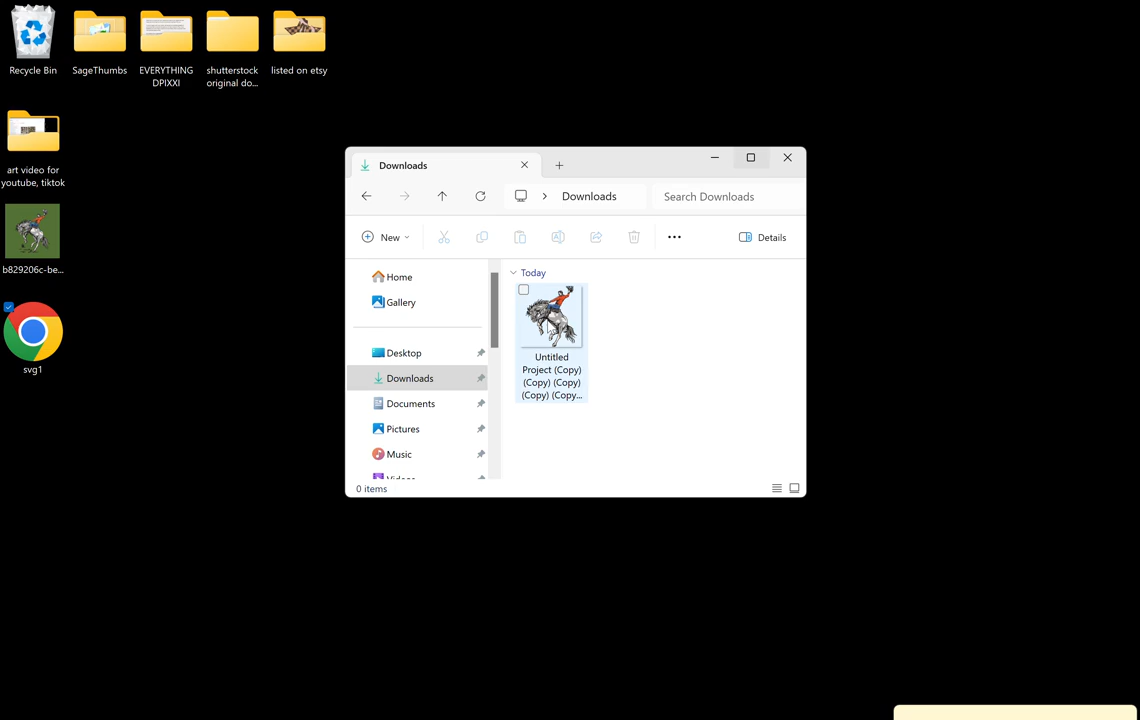 Recycle Bin
SageThumbs
EVERYTHING
DPIXXI
shutterstock
original do...
listed on etsy
art video for
youtube, tiktok
b829206c-be...
svg1
Downloads
Downloads
Search Downloads
New
Details
Home
Gallery
Desktop
Downloads
Documents
Pictures
Music
Videos
Today
Untitled
Project (Copy)
(Copy) (Copy)
(Copy) (Copy...
0 items